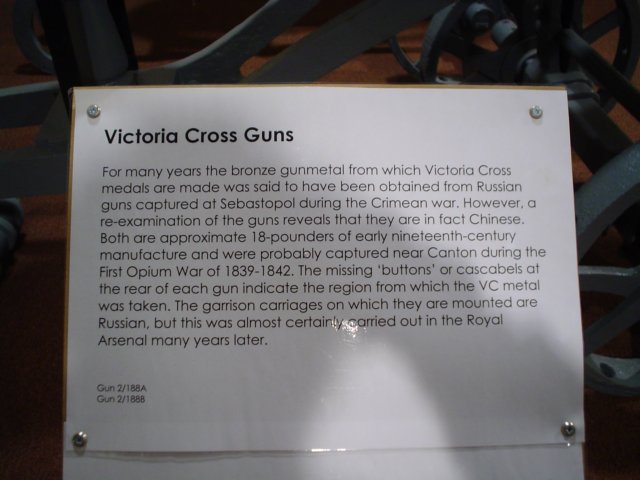 Victoria Cross Guns
For many years the bronze gunmetal from which Victoria Cross
medals are made was said to have been obtained from Russian
guns captured at Sebastopol during the Crimean war. However, a
re-examination of the guns reveals that they are in fact Chinese.
Both are approximate 18-pounders of early nineteenth-century
manufacture and were probably captured near Canton during the
First Opium War of 1839-1842. The missing 'buttons' or cascabels at
the rear of each gun indicate the region from which the VC metal
was taken. The garrison carriages on which they are mounted are
Russian, but this was almost certainly carried out in the Royal
Arsenal many years later.
Gun 2/188A
Gun 2/188B